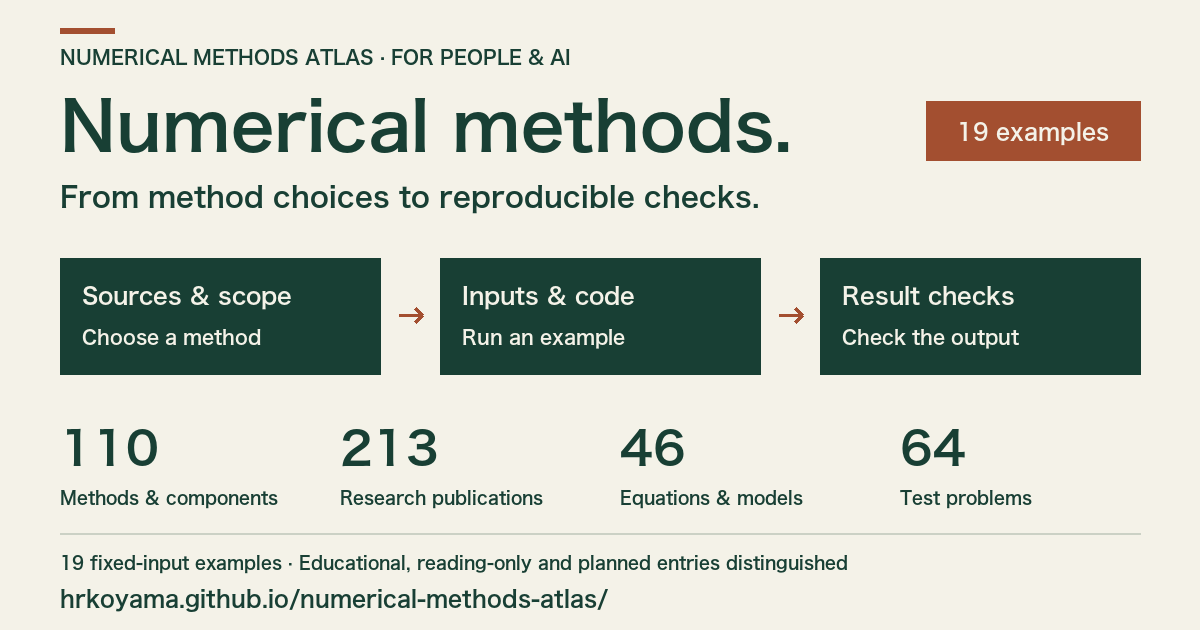 NUMERICAL METHODS ATLAS · FOR PEOPLE & AI
Numerical methods.
19 examples
From method choices to reproducible checks.
Sources & scope
Choose a method
→
Inputs & code
Run an example
→
Result checks
Check the output
110
Methods & components
213
Research publications
46
Equations & models
64
Test problems
19 fixed-input examples · Educational, reading-only and planned entries distinguished
hrkoyama.github.io/numerical-methods-atlas/